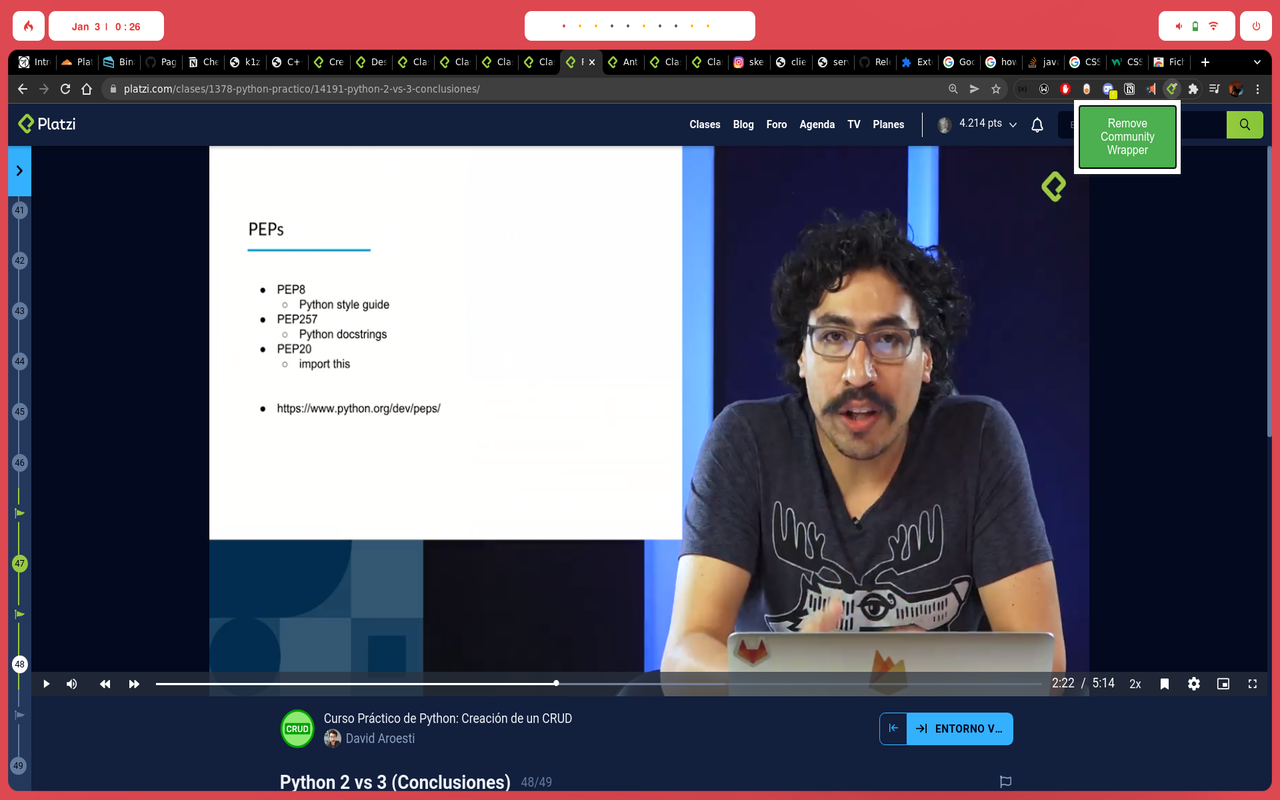 Jan 3 | 0 : 26
Intr
Plat
Bin
Pag
Che
k1z
C++
Cre
Des
Cla
Cla
Cla
Cla
Ant
Cla
Cla
ske
clie
ser
Rele
Exte
Goo
how
java
CSS
CSS
Fich
platzi.com/clases/1378-python-practico/14191-python-2-vs-3-conclusiones/
Platzi
Clases
Blog
Foro
Agenda
TV
Planes
4.214 pts
Remove
Community
Wrapper
41
42
43
44
45
46
47
48
49
PEPs
PEP8
Python style guide
PEP257
Python docstrings
PEP20
import this
https://www.python.org/dev/peps/
2:22 / 5:14
2x
CRUD
Curso Práctico de Python: Creación de un CRUD
David Aroesti
ENTORNO V...
Python 2 vs 3 (Conclusiones) 48/49